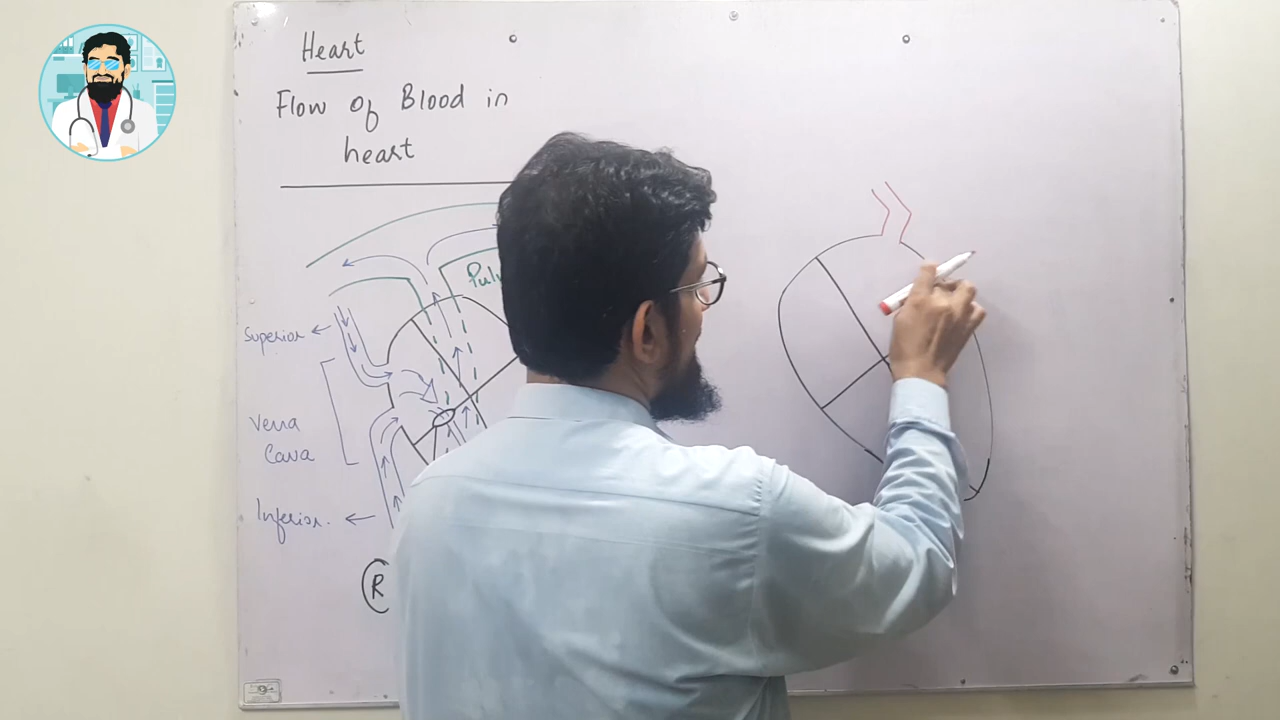 Heart
Flow of Blood in
heart
Superior
Vena
Cava
Inferior.
R